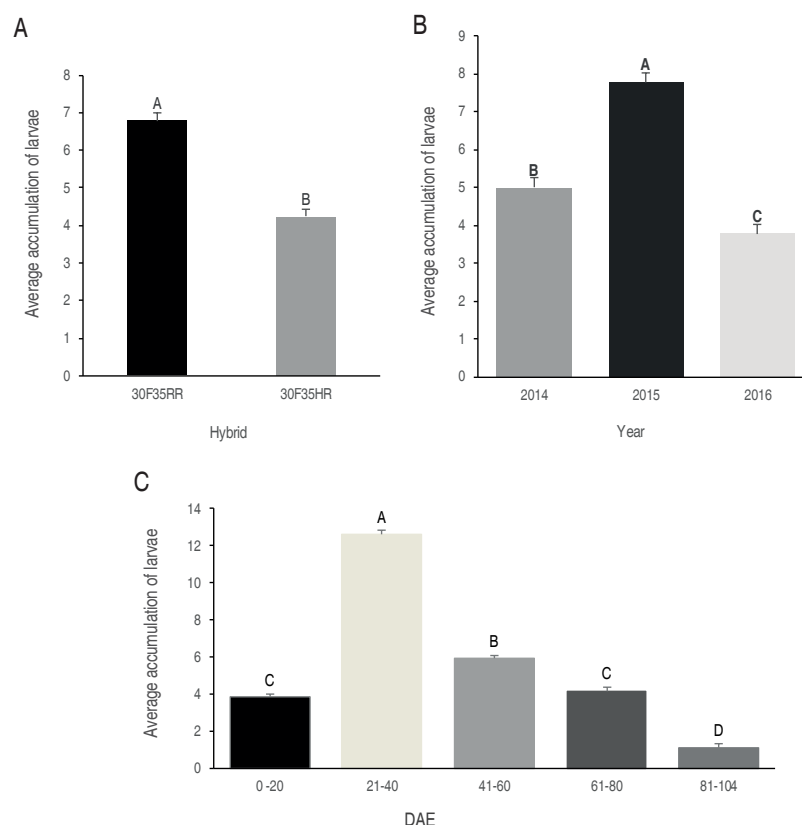 A
Average accumulation of larvae
8
7
6
5
4
3
2
1
0
A
B
30F35RR 30F35HR
Hybrid
B
Average accumulation of larvae
9
8
7
6
5
4
3
2
1
0
B
A
C
2014 2015 2016
Year
C
Average accumulation of larvae
14
12
10
8
6
4
2
0
C
A
B
C
D
0 -20 21-40 41-60 61-80 81-104
DAE